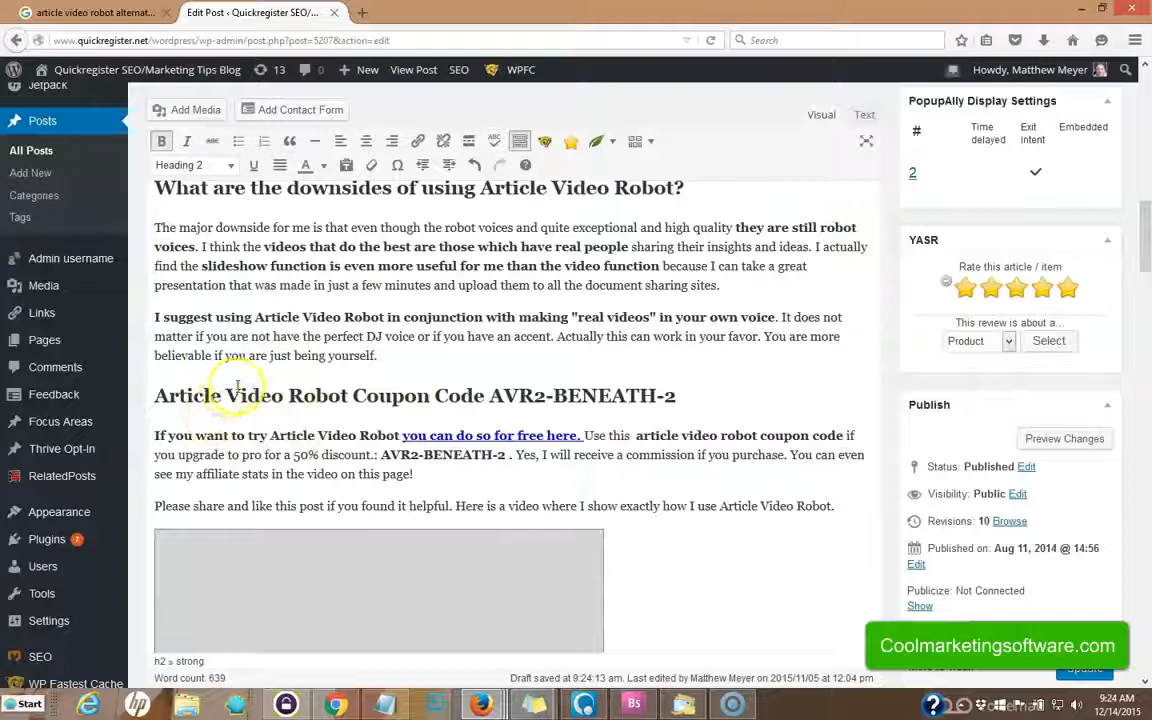 article video robot alternat...
Edit Post ‹ Quickregister SEO/...
www.quickregister.net/wordpress/wp-admin/post.php?post=5207&action=edit
Search
Quickregister SEO/Marketing Tips Blog
13
0
New
View Post
SEO
WPFC
Howdy, Matthew Meyer
Jetpack
Posts
All Posts
Add New
Categories
Tags
Admin username
Media
Links
Pages
Comments
Feedback
Focus Areas
Thrive Opt-In
RelatedPosts
Appearance
Plugins
Users
Tools
Settings
SEO
WP Fastest Cache
Add Media
Add Contact Form
Visual
Text
Heading 2
What are the downsides of using Article Video Robot?
The major downside for me is that even though the robot voices and quite exceptional and high quality they are still robot
voices. I think the videos that do the best are those which have real people sharing their insights and ideas. I actually
find the slideshow function is even more useful for me than the video function because I can take a great
presentation that was made in just a few minutes and upload them to all the document sharing sites.
I suggest using Article Video Robot in conjunction with making "real videos" in your own voice. It does not
matter if you are not have the perfect DJ voice or if you have an accent. Actually this can work in your favor. You are more
believable if you are just being yourself.
Article Video Robot Coupon Code AVR2-BENEATH-2
If you want to try Article Video Robot you can do so for free here. Use this article video robot coupon code if
you upgrade to pro for a 50% discount.: AVR2-BENEATH-2 . Yes, I will receive a commission if you purchase. You can even
see my affiliate stats in the video on this page!
Please share and like this post if you found it helpful. Here is a video where I show exactly how I use Article Video Robot.
h2 » strong
Word count: 639
Draft saved at 9:24:13 am. Last edited by Matthew Meyer on 2015/11/05 at 12:04 pm
PopupAlly Display Settings
#
Time delayed
Exit intent
Embedded
2
YASR
Rate this article / item
This review is about a...
Product
Select
Publish
Preview Changes
Status: Published Edit
Visibility: Public Edit
Revisions: 10 Browse
Published on: Aug 11, 2014 @ 14:56
Edit
Publicize: Not Connected
Show
Coolmarketingsoftware.com
Update
Start
hp
Bs
9:24 AM
12/14/2015